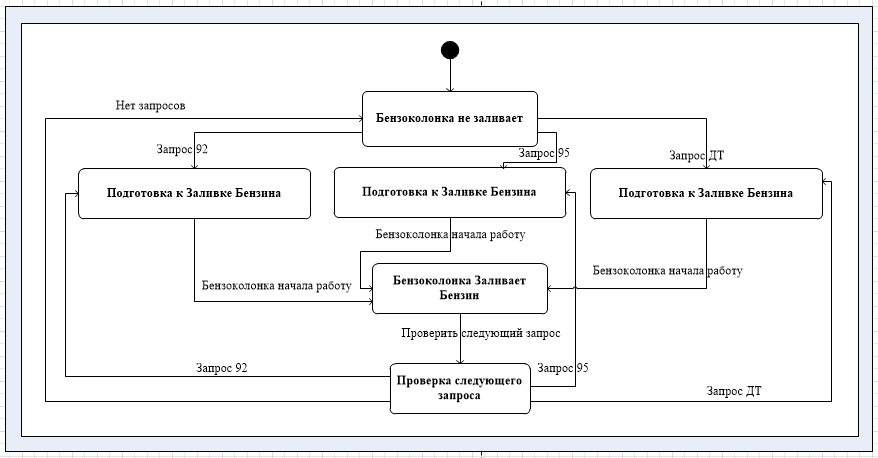 Нет запросов
Бензоколонка не заливает
Запрос 92
Запрос 95
Запрос ДТ
Подготовка к Заливке Бензина
Подготовка к Заливке Бензина
Подготовка к Заливке Бензина
Бензоколонка начала работу
Бензоколонка начала работу
Бензоколонка начала работу
Бензоколонка Заливает
Бензин
Проверить следующий запрос
Запрос 92
Запрос 95
Проверка следующего
запроса
Запрос ДТ